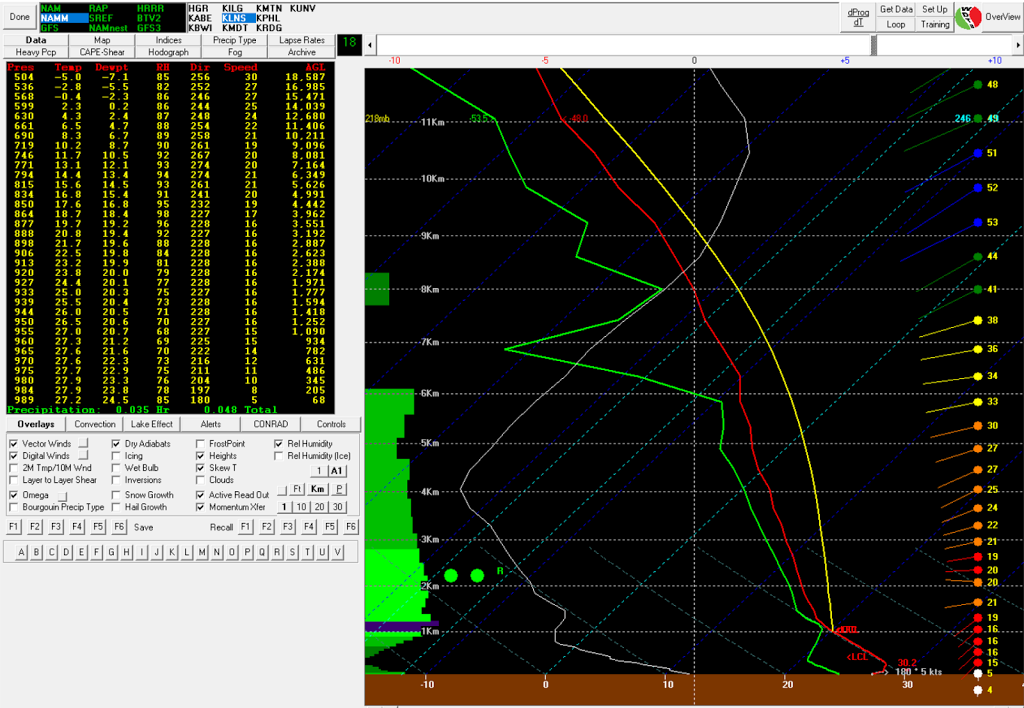 Done
NAM RAP HRRR
NAMM SREF BTV2
GFS NAMnest GFS3
HGR KILG KMTN KUNV
KABE KLNS KPHL
KBWI KMDT KRDG
dProg
dT
Get Data Set Up
Loop Training
OverView
Data Map Indices Precip Type Lapse Rates
Heavy Pcp CAPE-Shear Hodograph Fog Archive
18
Pres Temp Dewpt RH Dir Speed AGL
504 -5.0 -7.1 85 256 30 18,587
536 -2.8 -5.5 82 252 27 16,985
568 -0.4 -2.3 86 246 27 15,471
599 2.3 0.2 86 244 25 14,039
630 4.3 2.4 87 248 24 12,680
661 6.5 4.7 88 254 22 11,406
690 8.3 6.7 89 258 21 10,211
719 10.2 8.7 90 261 19 9,096
746 11.7 10.5 92 267 20 8,081
771 13.1 12.1 93 274 20 7,164
794 14.4 13.4 94 274 21 6,349
815 15.6 14.5 93 261 21 5,626
834 16.8 15.4 91 241 20 4,991
850 17.6 16.8 95 232 19 4,442
864 18.7 18.4 98 227 17 3,962
877 19.7 19.2 96 228 16 3,551
888 20.8 19.4 92 227 16 3,192
898 21.7 19.6 88 228 16 2,887
906 22.5 19.8 84 228 16 2,623
913 23.2 19.9 81 228 16 2,388
920 23.8 20.0 79 228 16 2,174
927 24.4 20.1 77 228 16 1,971
933 25.0 20.3 75 227 16 1,777
939 25.5 20.4 73 228 16 1,594
944 26.0 20.5 71 228 16 1,418
950 26.5 20.6 70 227 16 1,252
955 27.0 20.7 68 227 15 1,090
960 27.3 21.2 69 225 15 934
965 27.6 21.6 70 222 14 782
970 27.6 22.3 73 216 12 631
975 27.7 22.9 75 211 11 486
980 27.9 23.3 76 204 10 345
984 27.9 23.8 78 197 8 205
989 27.2 24.5 85 180 5 68
Precipitation: 0.035 Hr 0.048 Total
Overlays Convection Lake Effect Alerts CONRAD Controls
Vector Winds Dry Adiabats FrostPoint Rel Humidity
Digital Winds Icing Heights Rel Humidity (Ice)
2M Tmp/10M Wnd Wet Bulb Skew T 1 A1
Layer to Layer Shear Inversions Clouds
Ft Km P
Omega Snow Growth Active Read Out
Bourgouin Precip Type Hail Growth Momentum Xfer 1 10 20 30
F1 F2 F3 F4 F5 F6 Save Recall F1 F2 F3 F4 F5 F6
A B C D E F G H I J K L M N O P Q R S T U V
-10 -5 0 +5 +10
48
218mb 11Km -53.5 -48.0 246 49
51
10Km 52
9Km 53
44
8Km 41
38
7Km 36
34
6Km 33
30
5Km 27
27
4Km 25
24
22
3Km 21
19
R 20
2Km 20
21
19
1Km 16
16
<LCL 16
30.2 15
180 * 5 kts 5
-10 0 10 20 30 4